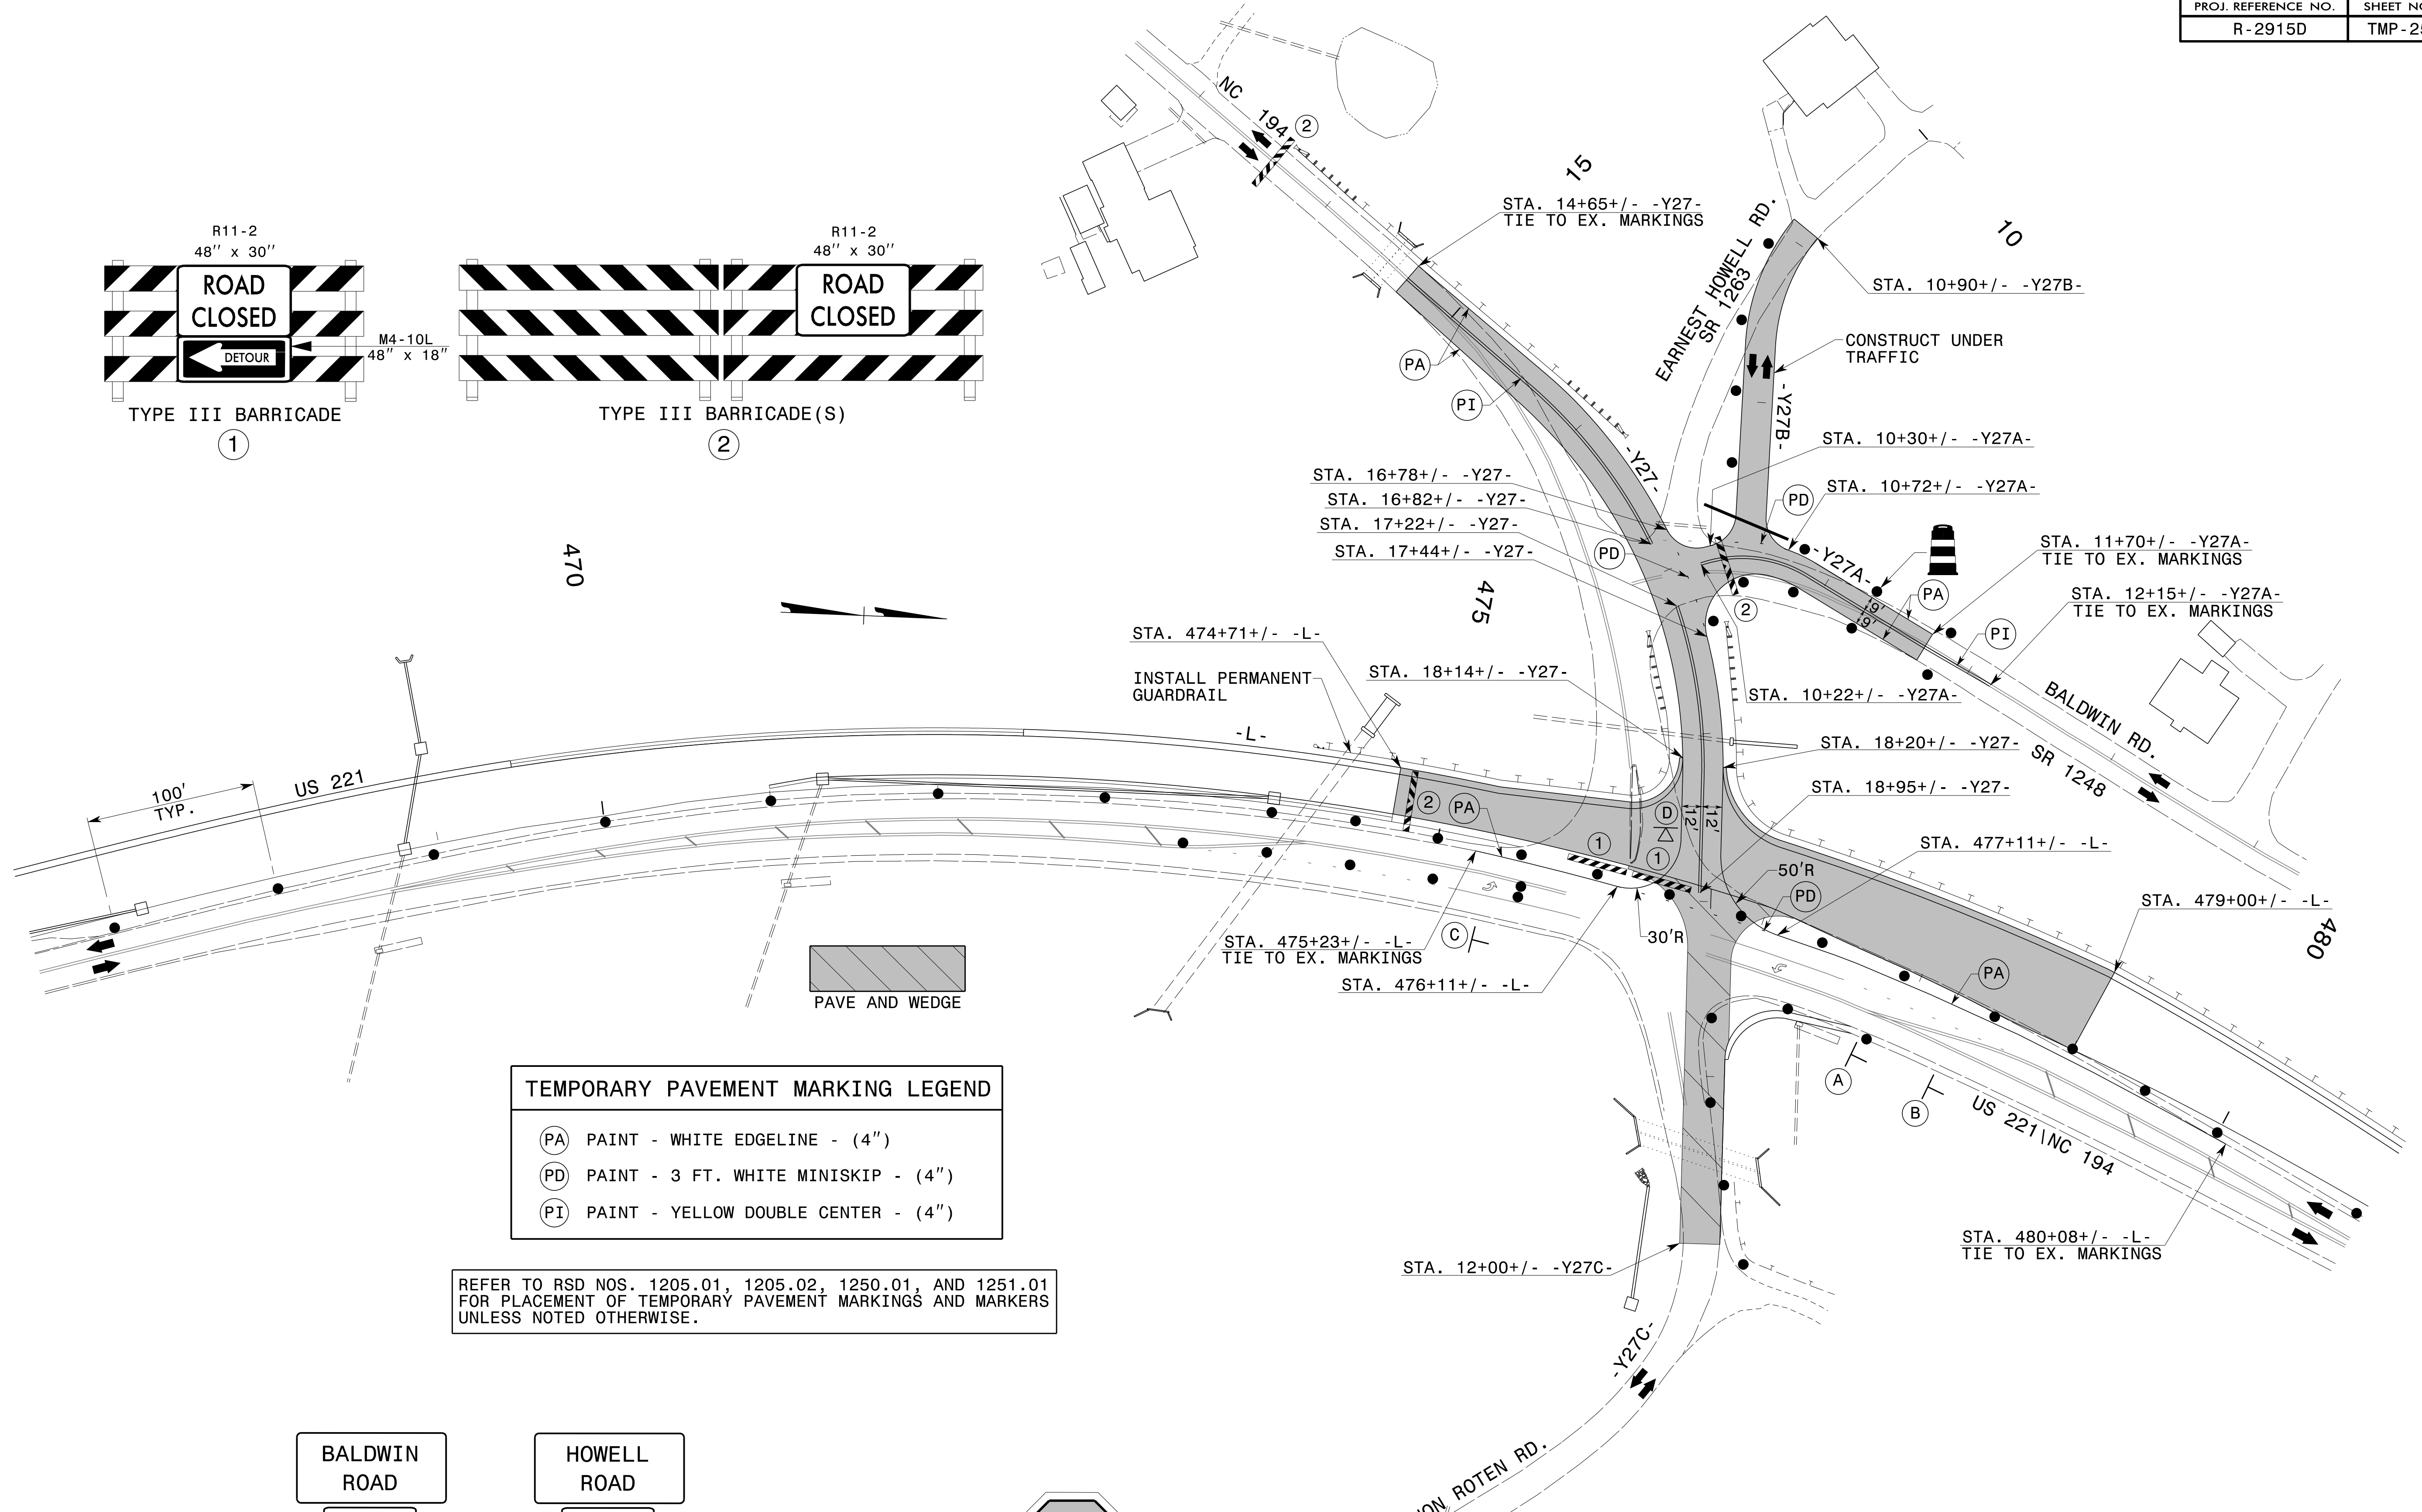 PROJ. REFERENCE NO.
R-2915D
R11-2
48" x 30"
ROAD
CLOSED
DETOUR
M4-10L
48" x 18"
TYPE III BARRICADE
1
R11-2
48" x 30"
ROAD
CLOSED
TYPE III BARRICADE(S)
2
NC 194
2
15
STA. 14+65+/- -Y27-
TIE TO EX. MARKINGS
EARNEST HOWELL RD.
SR 1263
10
STA. 10+90+/- -Y27B-
CONSTRUCT UNDER
TRAFFIC
-Y27B-
PA
PI
-Y27-
STA. 10+30+/- -Y27A-
STA. 16+78+/- -Y27-
STA. 16+82+/- -Y27-
STA. 17+22+/- -Y27-
STA. 17+44+/- -Y27-
PD
PD
STA. 10+72+/- -Y27A-
-Y27A-
STA. 11+70+/- -Y27A-
TIE TO EX. MARKINGS
PA
STA. 12+15+/- -Y27A-
TIE TO EX. MARKINGS
9'
9'
2
PI
470
475
STA. 474+71+/- -L-
INSTALL PERMANENT
GUARDRAIL
STA. 18+14+/- -Y27-
STA. 10+22+/- -Y27A-
BALDWIN RD.
SR 1248
STA. 18+20+/- -Y27-
STA. 18+95+/- -Y27-
-L-
US 221
100'
TYP.
2
PA
D
12'
12'
1
1
STA. 477+11+/- -L-
50'R
PD
STA. 479+00+/- -L-
480
30'R
C
STA. 475+23+/- -L-
TIE TO EX. MARKINGS
STA. 476+11+/- -L-
PA
PAVE AND WEDGE
A
B
US 221\NC 194
STA. 480+08+/- -L-
TIE TO EX. MARKINGS
TEMPORARY PAVEMENT MARKING LEGEND
PA PAINT - WHITE EDGELINE - (4")
PD PAINT - 3 FT. WHITE MINISKIP - (4")
PI PAINT - YELLOW DOUBLE CENTER - (4")
STA. 12+00+/- -Y27C-
REFER TO RSD NOS. 1205.01, 1205.02, 1250.01, AND 1251.01
FOR PLACEMENT OF TEMPORARY PAVEMENT MARKINGS AND MARKERS
UNLESS NOTED OTHERWISE.
-Y27C-
ROTEN RD.
BALDWIN
ROAD
HOWELL
ROAD